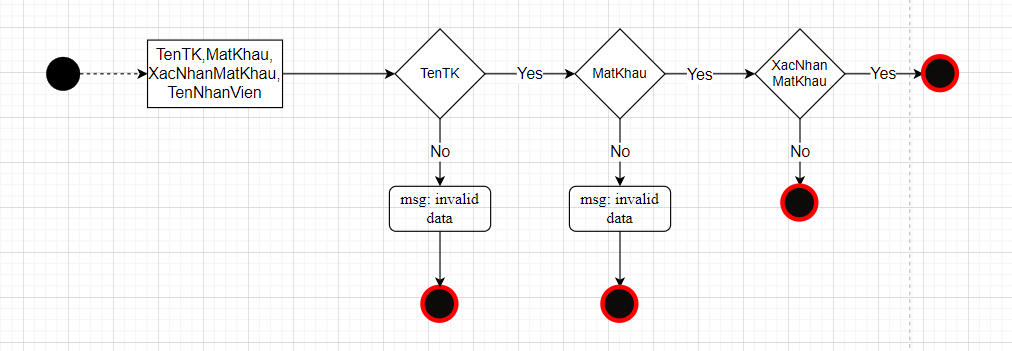 TenTK,MatKhau,
XacNhanMatKhau,
TenNhanVien
TenTK
Yes
MatKhau
Yes
XacNhan
MatKhau
Yes
No
No
No
msg: invalid
data
msg: invalid
data